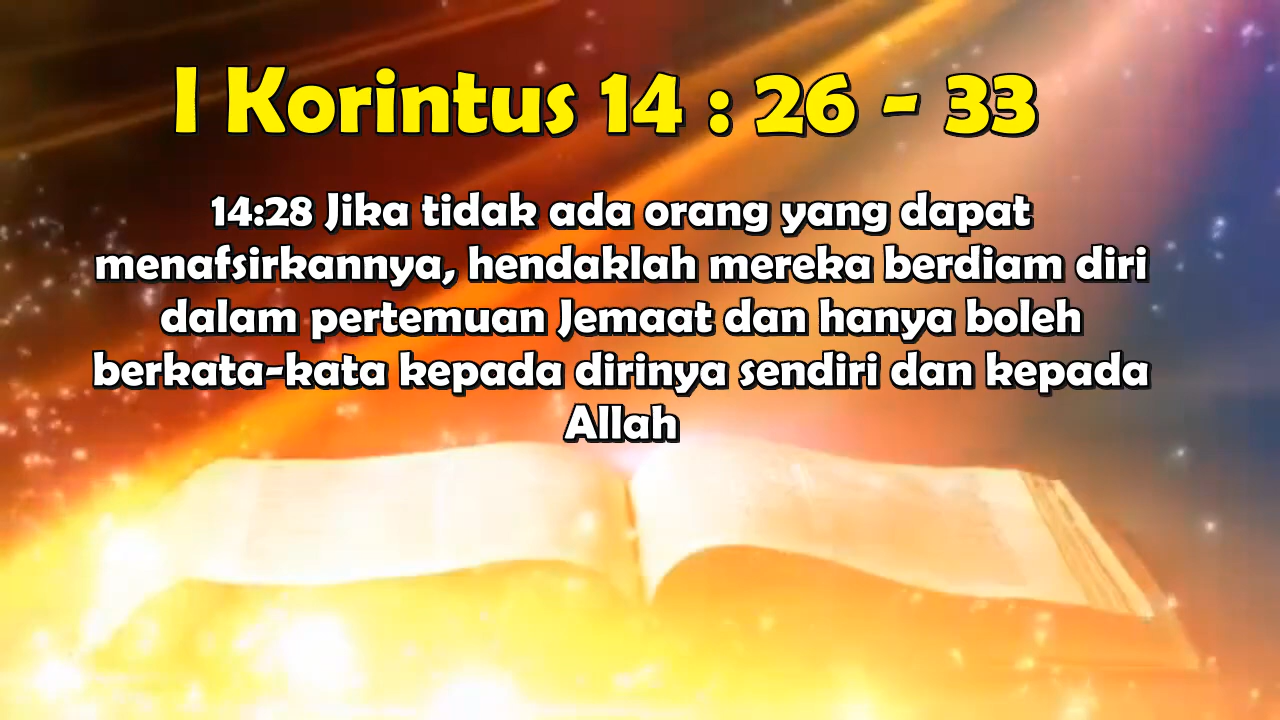 I Korintus 14 : 26 - 33
14:28 Jika tidak ada orang yang dapat
menafsirkannya, hendaklah mereka berdiam diri
dalam pertemuan Jemaat dan hanya boleh
berkata-kata kepada dirinya sendiri dan kepada
Allah